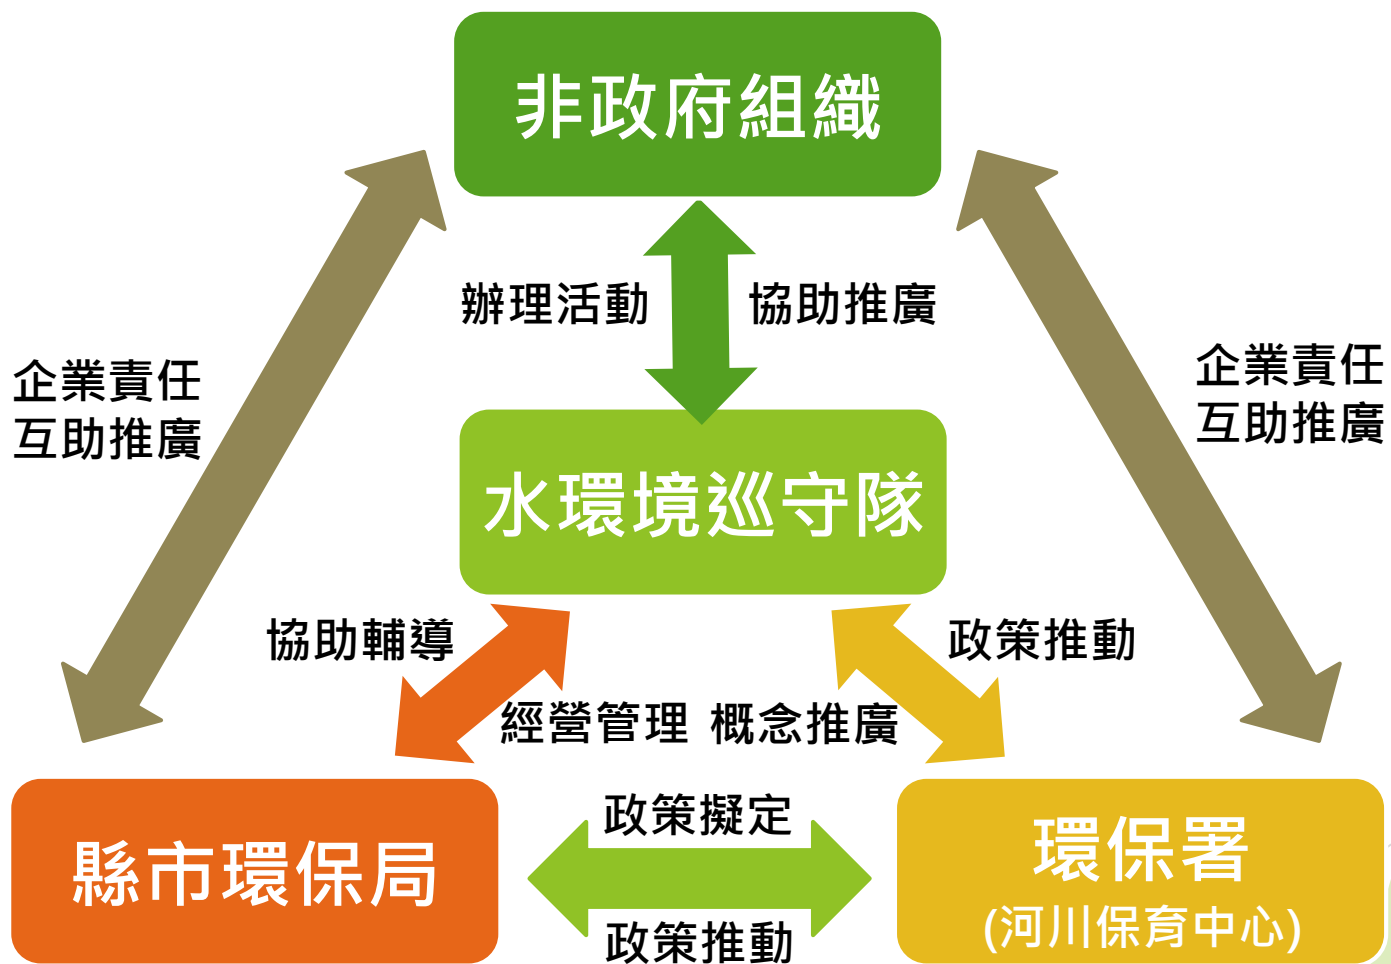 非政府組織
辦理活動
協助推廣
企業責任
互助推廣
企業責任
互助推廣
水環境巡守隊
協助輔導
政策推動
經營管理
概念推廣
政策擬定
縣市環保局
環保署
(河川保育中心)
政策推動